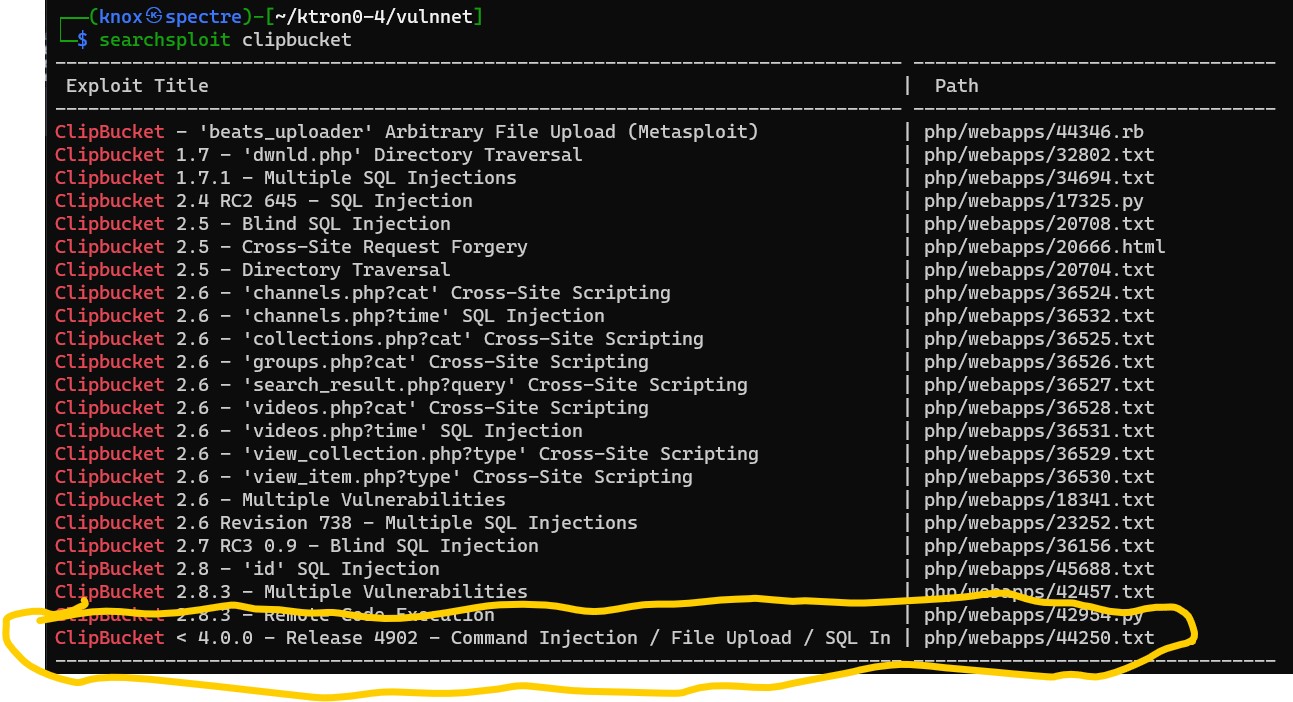 (knox㉿spectre)-[~/ktron0-4/vulnnet]
$ searchsploit clipbucket
Exploit Title | Path
ClipBucket - 'beats_uploader' Arbitrary File Upload (Metasploit) | php/webapps/44346.rb
Clipbucket 1.7 - 'dwnld.php' Directory Traversal | php/webapps/32802.txt
Clipbucket 1.7.1 - Multiple SQL Injections | php/webapps/34694.txt
Clipbucket 2.4 RC2 645 - SQL Injection | php/webapps/17325.py
Clipbucket 2.5 - Blind SQL Injection | php/webapps/20708.txt
Clipbucket 2.5 - Cross-Site Request Forgery | php/webapps/20666.html
Clipbucket 2.5 - Directory Traversal | php/webapps/20704.txt
Clipbucket 2.6 - 'channels.php?cat' Cross-Site Scripting | php/webapps/36524.txt
Clipbucket 2.6 - 'channels.php?time' SQL Injection | php/webapps/36532.txt
Clipbucket 2.6 - 'collections.php?cat' Cross-Site Scripting | php/webapps/36525.txt
Clipbucket 2.6 - 'groups.php?cat' Cross-Site Scripting | php/webapps/36526.txt
Clipbucket 2.6 - 'search_result.php?query' Cross-Site Scripting | php/webapps/36527.txt
Clipbucket 2.6 - 'videos.php?cat' Cross-Site Scripting | php/webapps/36528.txt
Clipbucket 2.6 - 'videos.php?time' SQL Injection | php/webapps/36531.txt
Clipbucket 2.6 - 'view_collection.php?type' Cross-Site Scripting | php/webapps/36529.txt
Clipbucket 2.6 - 'view_item.php?type' Cross-Site Scripting | php/webapps/36530.txt
Clipbucket 2.6 - Multiple Vulnerabilities | php/webapps/18341.txt
Clipbucket 2.6 Revision 738 - Multiple SQL Injections | php/webapps/23252.txt
Clipbucket 2.7 RC3 0.9 - Blind SQL Injection | php/webapps/36156.txt
ClipBucket 2.8 - 'id' SQL Injection | php/webapps/45688.txt
ClipBucket 2.8.3 - Multiple Vulnerabilities | php/webapps/42457.txt
ClipBucket 2.8.3 - Remote Code Execution | php/webapps/42954.py
ClipBucket < 4.0.0 - Release 4902 - Command Injection / File Upload / SQL In | php/webapps/44250.txt